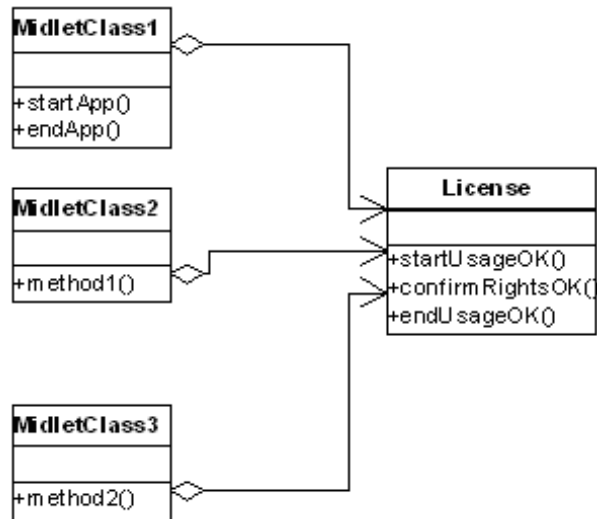 MidletClass1
+startApp()
+endApp()
MidletClass2
+method1()
MidletClass3
+method2()
License
+startUsageOK()
+confirmRightsOK()
+endUsageOK()